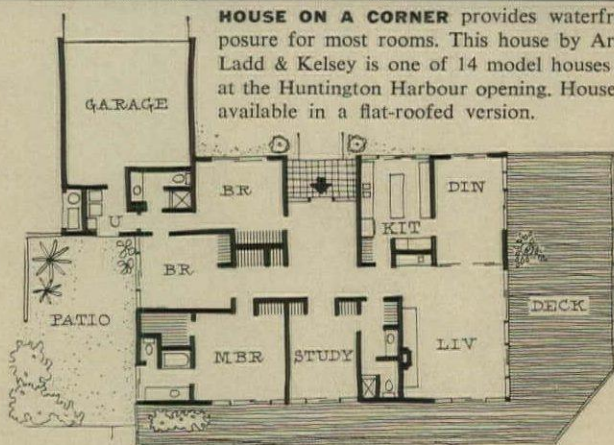 HOUSE ON A CORNER provides waterfr
posure for most rooms. This house by Ar
Ladd & Kelsey is one of 14 model houses
at the Huntington Harbour opening. House
available in a flat-roofed version.
GARAGE
BR
DIN
KIT
U
BR
PATIO
DECK
MBR
STUDY
LIV